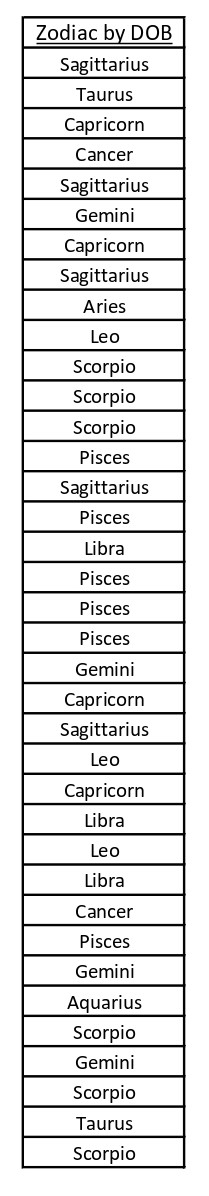 Zodiac by DOB
Sagittarius
Taurus
Capricorn
Cancer
Sagittarius
Gemini
Capricorn
Sagittarius
Aries
Leo
Scorpio
Scorpio
Scorpio
Pisces
Sagittarius
Pisces
Libra
Pisces
Pisces
Pisces
Gemini
Capricorn
Sagittarius
Leo
Capricorn
Libra
Leo
Libra
Cancer
Pisces
Gemini
Aquarius
Scorpio
Gemini
Scorpio
Taurus
Scorpio